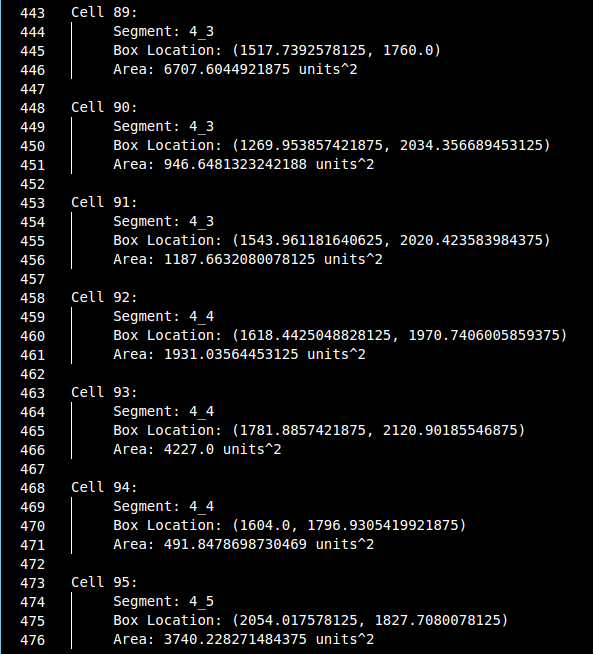 443 Cell 89:
444 Segment: 4_3
445 Box Location: (1517.7392578125, 1760.0)
446 Area: 6707.6044921875 units^2
447
448 Cell 90:
449 Segment: 4_3
450 Box Location: (1269.953857421875, 2034.356689453125)
451 Area: 946.6481323242188 units^2
452
453 Cell 91:
454 Segment: 4_3
455 Box Location: (1543.961181640625, 2020.423583984375)
456 Area: 1187.6632080078125 units^2
457
458 Cell 92:
459 Segment: 4_4
460 Box Location: (1618.4425048828125, 1970.7406005859375)
461 Area: 1931.03564453125 units^2
462
463 Cell 93:
464 Segment: 4_4
465 Box Location: (1781.8857421875, 2120.90185546875)
466 Area: 4227.0 units^2
467
468 Cell 94:
469 Segment: 4_4
470 Box Location: (1604.0, 1796.9305419921875)
471 Area: 491.8478698730469 units^2
472
473 Cell 95:
474 Segment: 4_5
475 Box Location: (2054.017578125, 1827.7080078125)
476 Area: 3740.228271484375 units^2